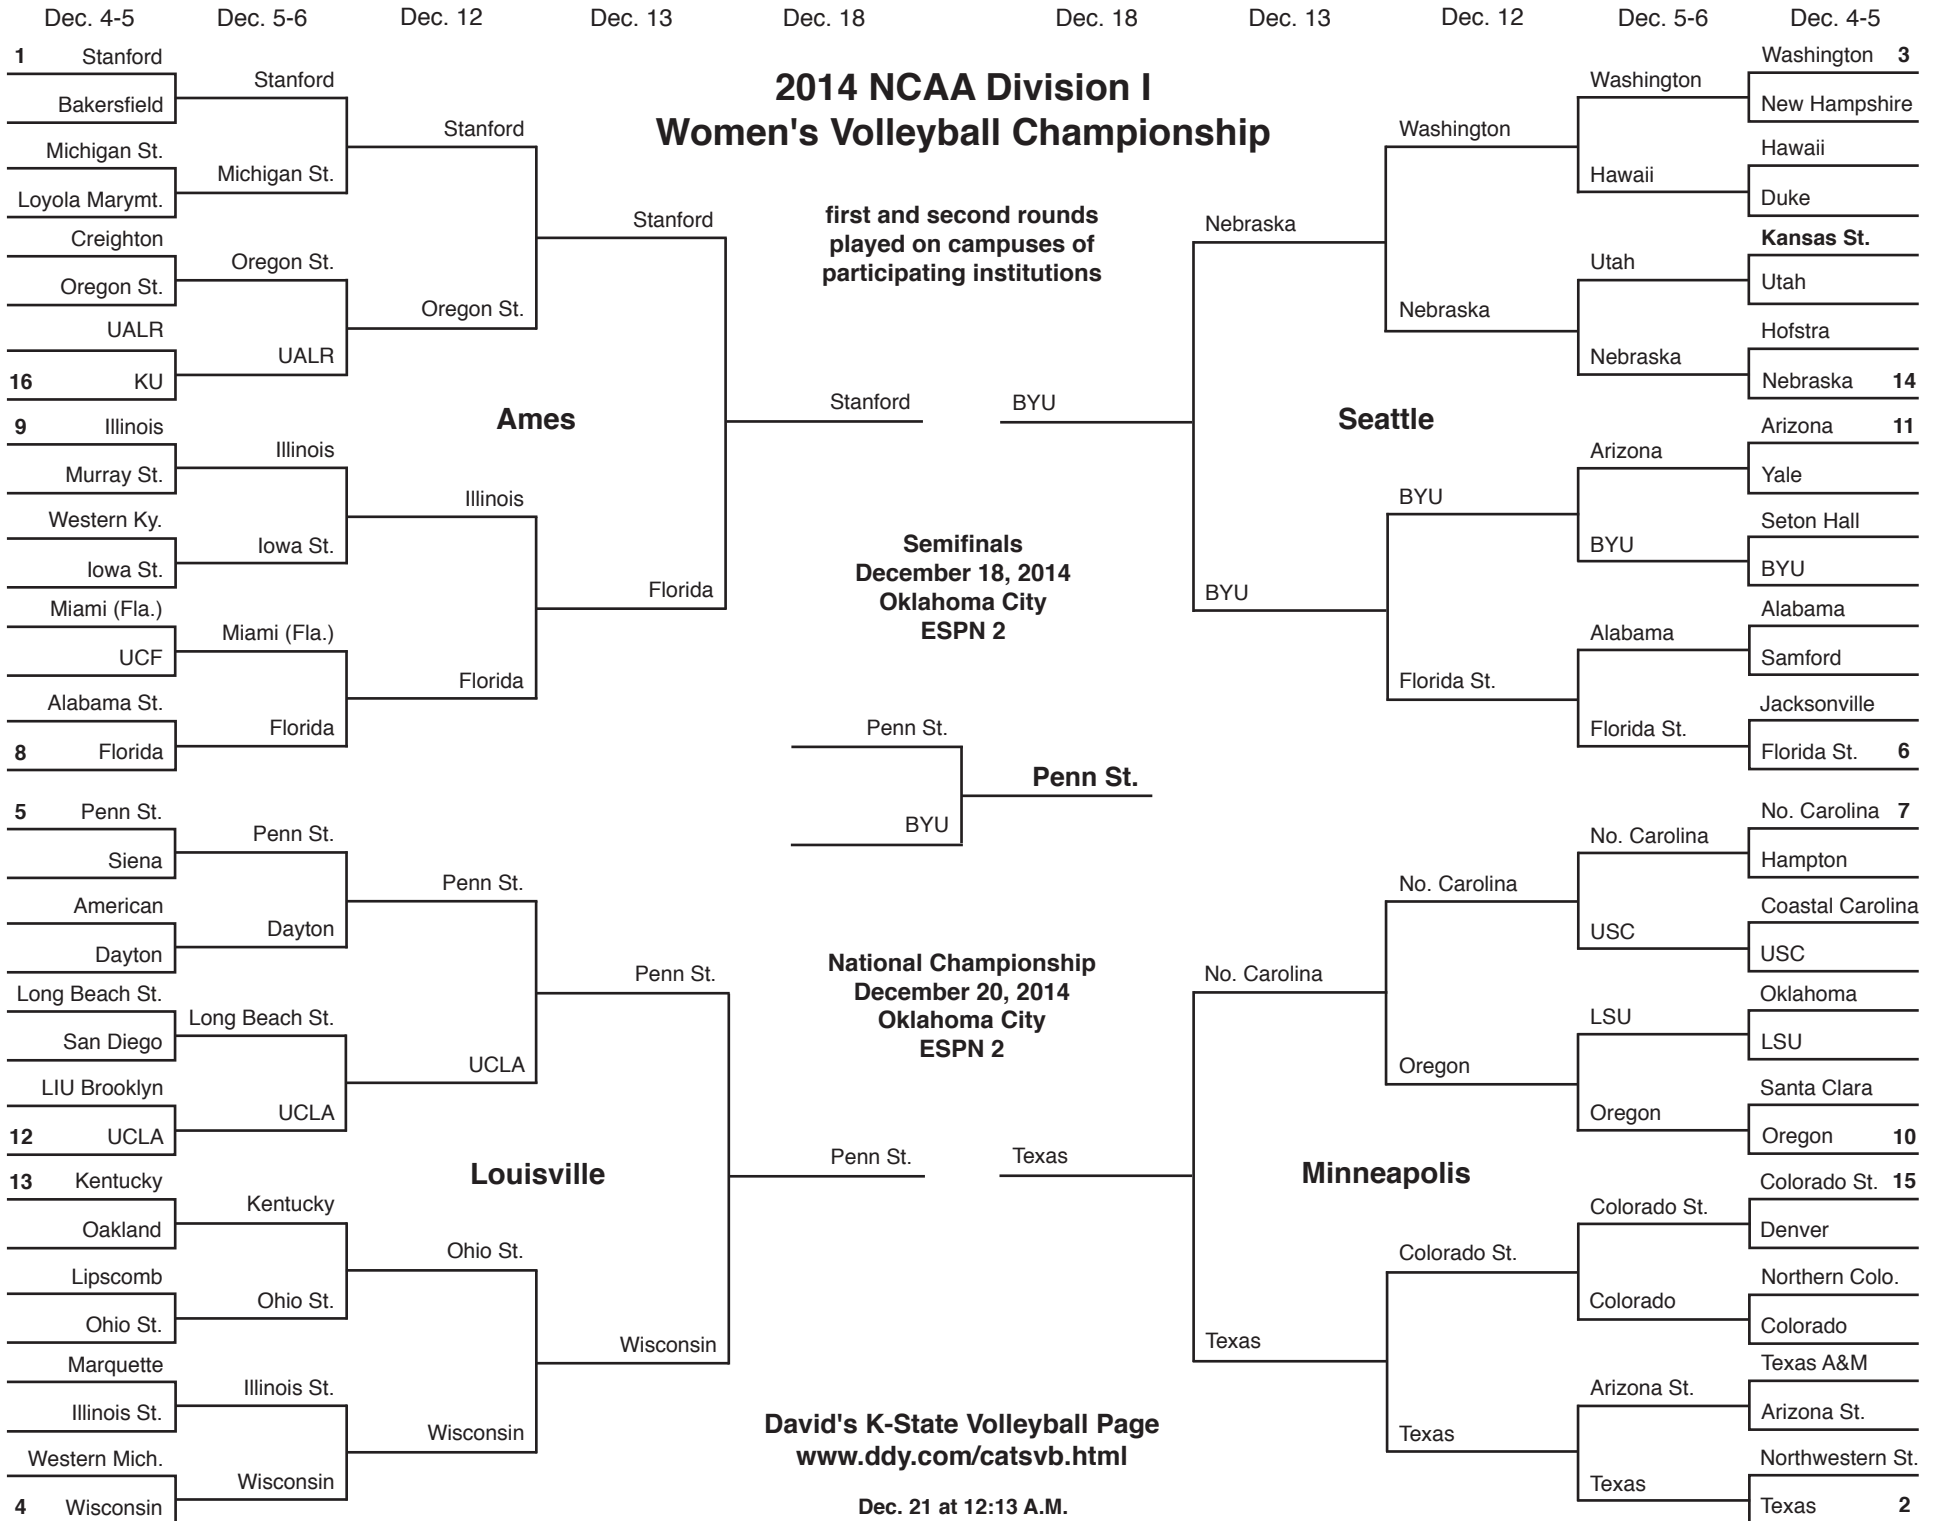 Dec. 4-5 Dec. 5-6 Dec. 12 Dec. 13 Dec. 18 Dec. 18 Dec. 13 Dec. 12 Dec. 5-6 Dec. 4-5
2014 NCAA Division I
Women's Volleyball Championship
first and second rounds
played on campuses of
participating institutions
1 Stanford
Bakersfield
Michigan St.
Loyola Marymt.
Creighton
Oregon St.
UALR
16 KU
9 Illinois
Murray St.
Western Ky.
Iowa St.
Miami (Fla.)
UCF
Alabama St.
8 Florida
5 Penn St.
Siena
American
Dayton
Long Beach St.
San Diego
LIU Brooklyn
12 UCLA
13 Kentucky
Oakland
Lipscomb
Ohio St.
Marquette
Illinois St.
Western Mich.
4 Wisconsin
Stanford
Michigan St.
Oregon St.
UALR
Illinois
Iowa St.
Miami (Fla.)
Florida
Penn St.
Dayton
Long Beach St.
UCLA
Kentucky
Ohio St.
Illinois St.
Wisconsin
Stanford
Oregon St.
Illinois
Florida
Penn St.
UCLA
Ohio St.
Wisconsin
Ames
Louisville
Stanford
Florida
Penn St.
Wisconsin
Stanford
Penn St.
Semifinals
December 18, 2014
Oklahoma City
ESPN 2
Penn St.
BYU
Penn St.
National Championship
December 20, 2014
Oklahoma City
ESPN 2
BYU
Texas
Nebraska
BYU
No. Carolina
Texas
Seattle
Minneapolis
Washington
Nebraska
BYU
Florida St.
No. Carolina
Oregon
Colorado St.
Texas
Washington
Hawaii
Utah
Nebraska
Arizona
BYU
Alabama
Florida St.
No. Carolina
USC
LSU
Oregon
Colorado St.
Colorado
Arizona St.
Texas
Washington 3
New Hampshire
Hawaii
Duke
Kansas St.
Utah
Hofstra
Nebraska 14
Arizona 11
Yale
Seton Hall
BYU
Alabama
Samford
Jacksonville
Florida St. 6
No. Carolina 7
Hampton
Coastal Carolina
USC
Oklahoma
LSU
Santa Clara
Oregon 10
Colorado St. 15
Denver
Northern Colo.
Colorado
Texas A&M
Arizona St.
Northwestern St.
Texas 2
David's K-State Volleyball Page
www.ddy.com/catsvb.html
Dec. 21 at 12:13 A.M.